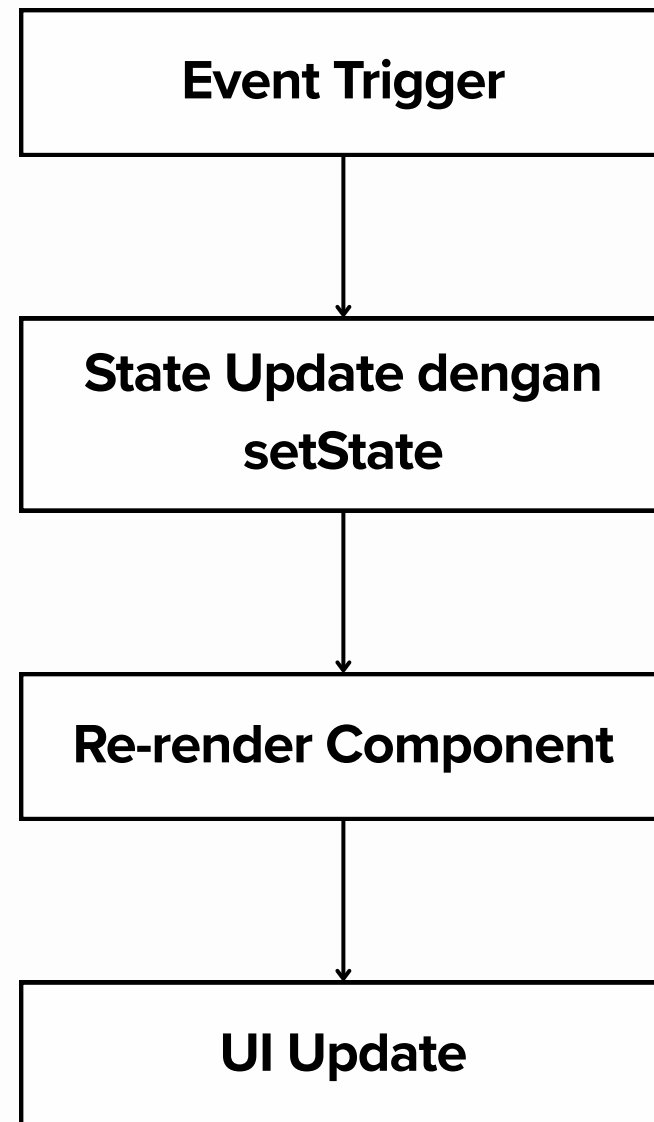 Event Trigger
State Update dengan
setState
Re-render Component
UI Update